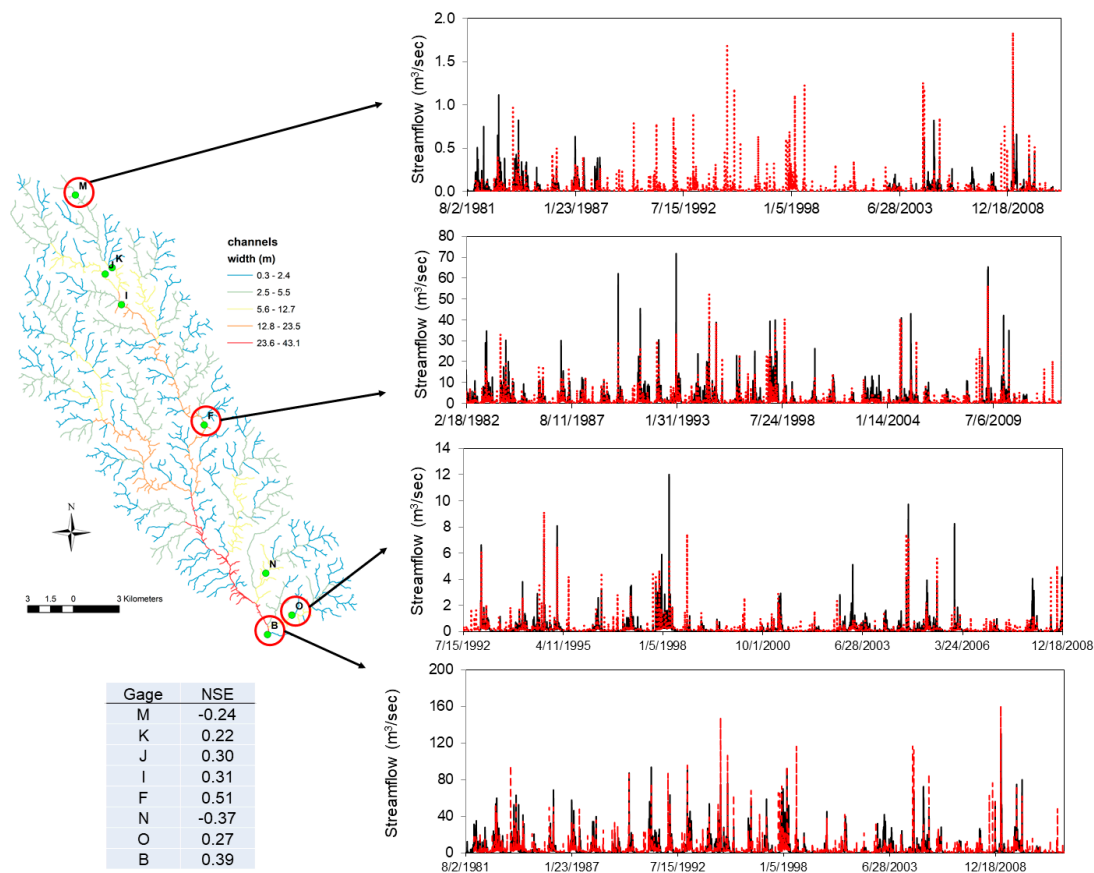 2.0
1.5
1.0
0.5
0.0
Streamflow (m³/sec)
8/2/1981 1/23/1987 7/15/1992 1/5/1998 6/28/2003 12/18/2008
M
K
J
I
F
N
O
B
channels
width (m)
0.3 - 2.4
2.5 - 5.5
5.6 - 12.7
12.8 - 23.5
23.6 - 43.1
80
70
60
50
40
30
20
10
0
Streamflow (m³/sec)
2/18/1982 8/11/1987 1/31/1993 7/24/1998 1/14/2004 7/6/2009
N
3 1.5 0 3 Kilometers
14
12
10
8
6
4
2
0
Streamflow (m³/sec)
7/15/1992 4/11/1995 1/5/1998 10/1/2000 6/28/2003 3/24/2006 12/18/2008
Gage NSE
M -0.24
K 0.22
J 0.30
I 0.31
F 0.51
N -0.37
O 0.27
B 0.39
200
160
120
80
40
0
Streamflow (m³/sec)
8/2/1981 1/23/1987 7/15/1992 1/5/1998 6/28/2003 12/18/2008